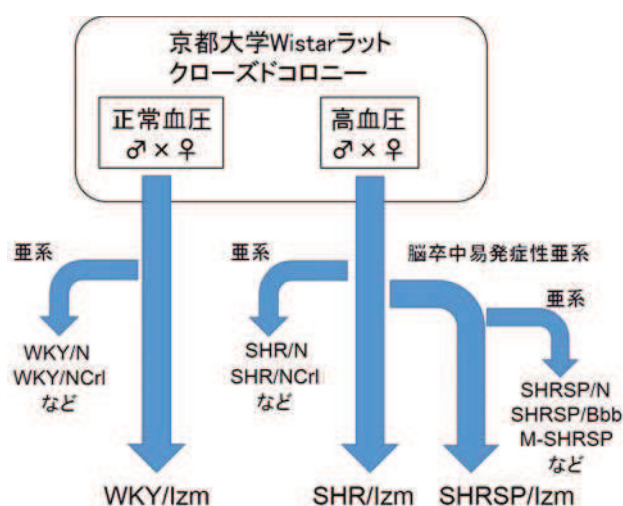 京都大学Wistarラット
クローズドコロニー
正常血圧
♂×♀
高血圧
♂×♀
亜系
WKY/N
WKY/NCrl
など
亜系
SHR/N
SHR/NCrl
など
脳卒中易発症性亜系
亜系
SHRSP/N
SHRSP/Bbb
M-SHRSP
など
WKY/Izm
SHR/Izm
SHRSP/Izm